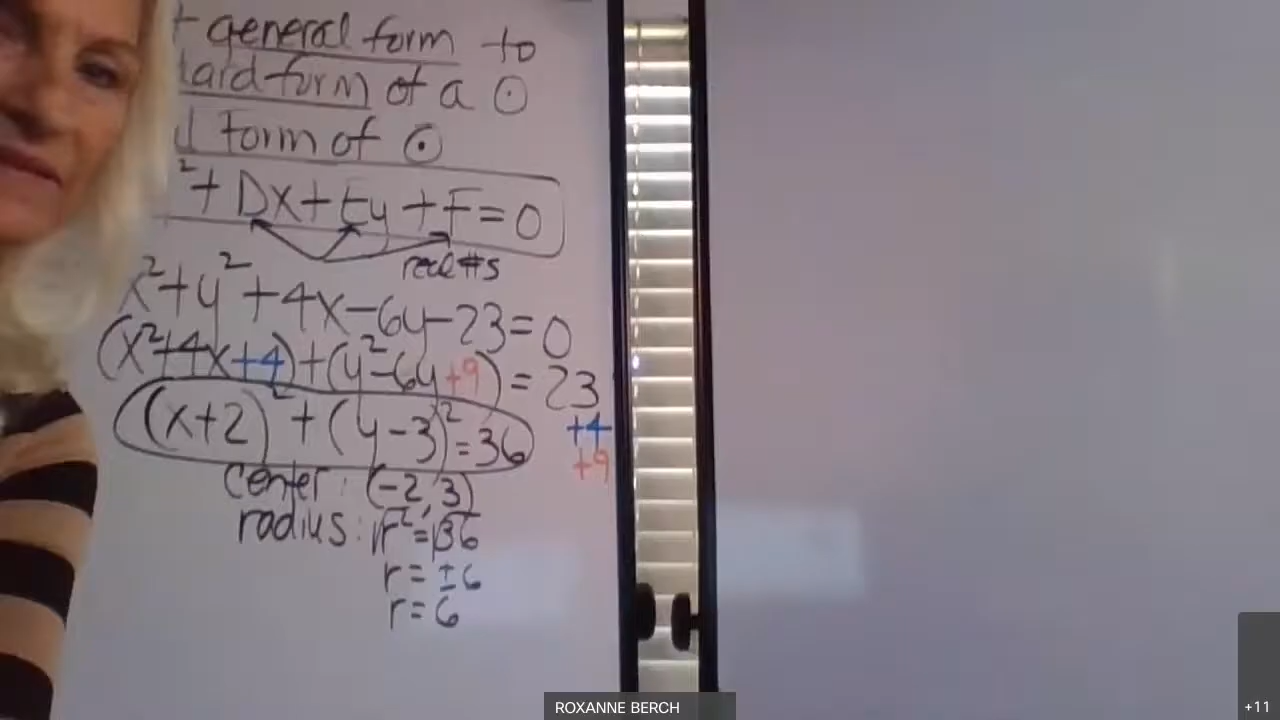 general form to
form of a ⊙
form of ⊙
² + Dx + Ey + F = 0
real #s
x² + y² + 4x - 6y - 23 = 0
(x² + 4x + 4) + (y² - 6y + 9) = 23
+4
(x + 2)² + (y - 3)² = 36
+9
center: (-2, 3)
radius: √r² = √36
r = ±6
r = 6
ROXANNE BERCH
+11